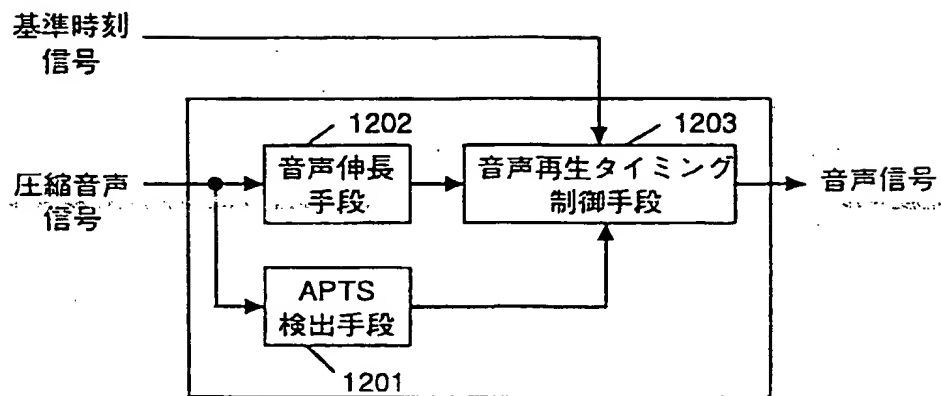 基準時刻
信号
1202
1203
圧縮音声
信号
音声伸長
手段
音声再生タイミング
制御手段
音声信号
APTS
検出手段
1201